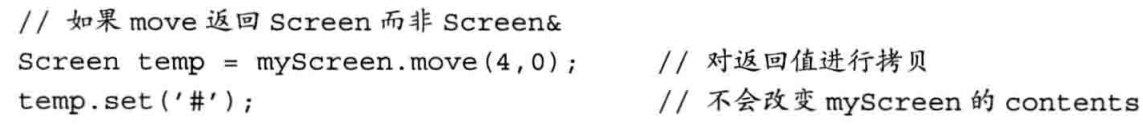 // 如果 move 返回 Screen 而非 Screen&
Screen temp = myScreen.move(4,0); // 对返回值进行拷贝
temp.set('#'); // 不会改变 myScreen 的 contents